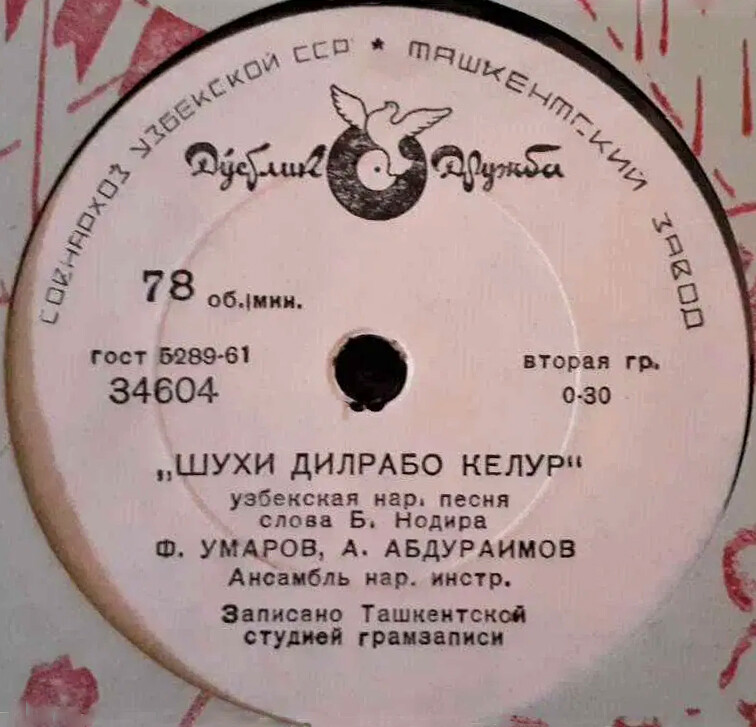 СОВНАРХОЗ УЗБЕКСКОЙ ССР * ТАШКЕНТСКИЙ ЗАВОД
Дўстлик Дружба
78 об./мин.
гост 5289-61
вторая гр.
34604
0-30
„ШУХИ ДИЛРАБО КЕЛУР“
узбекская нар. песня
слова Б. Нодира
Ф. УМАРОВ, А. АБДУРАИМОВ
Ансамбль нар. инстр.
Записано Ташкентской
студией грамзаписи